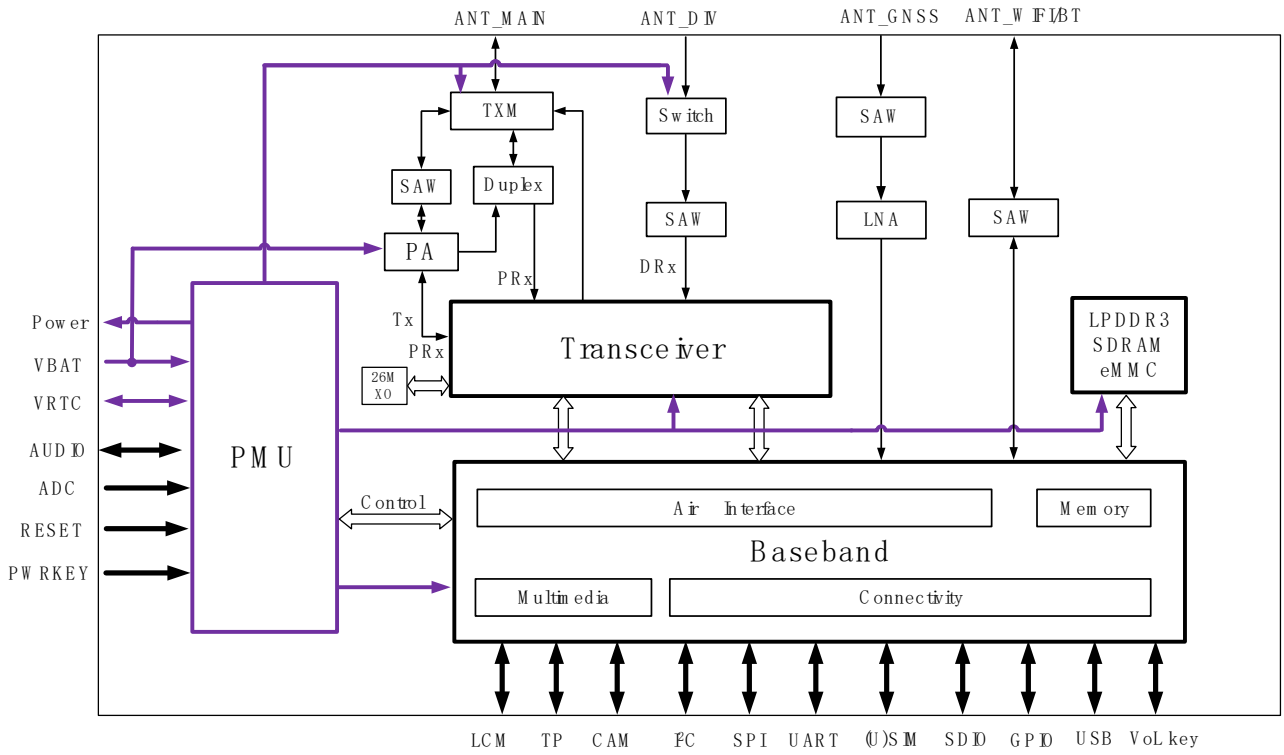 ANT_MAIN ANT_DIV ANT_GNSS ANT_WIFI/BT
TXM
Switch
SAW
SAW
Duplex
SAW
LNA
SAW
PA
PRx
DRx
Tx
PRx
Transceiver
26M
XO
LPDDR3
SDRAM
eMMC
Power
VBAT
VRTC
AUDIO
ADC
RESET
PWRKEY
PMU
Control
Air Interface
Memory
Baseband
Multimedia
Connectivity
LCM TP CAM I²C SPI UART (U)SIM SDIO GPIO USB VoLkey